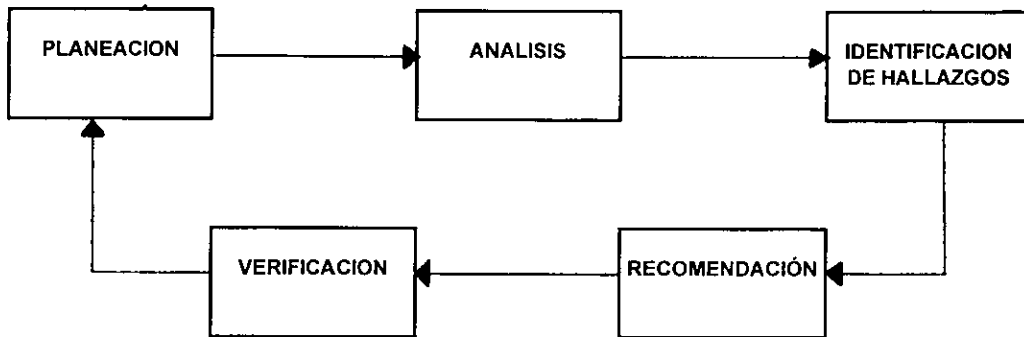 PLANEACION
ANALISIS
IDENTIFICACION
DE HALLAZGOS
VERIFICACION
RECOMENDACIÓN